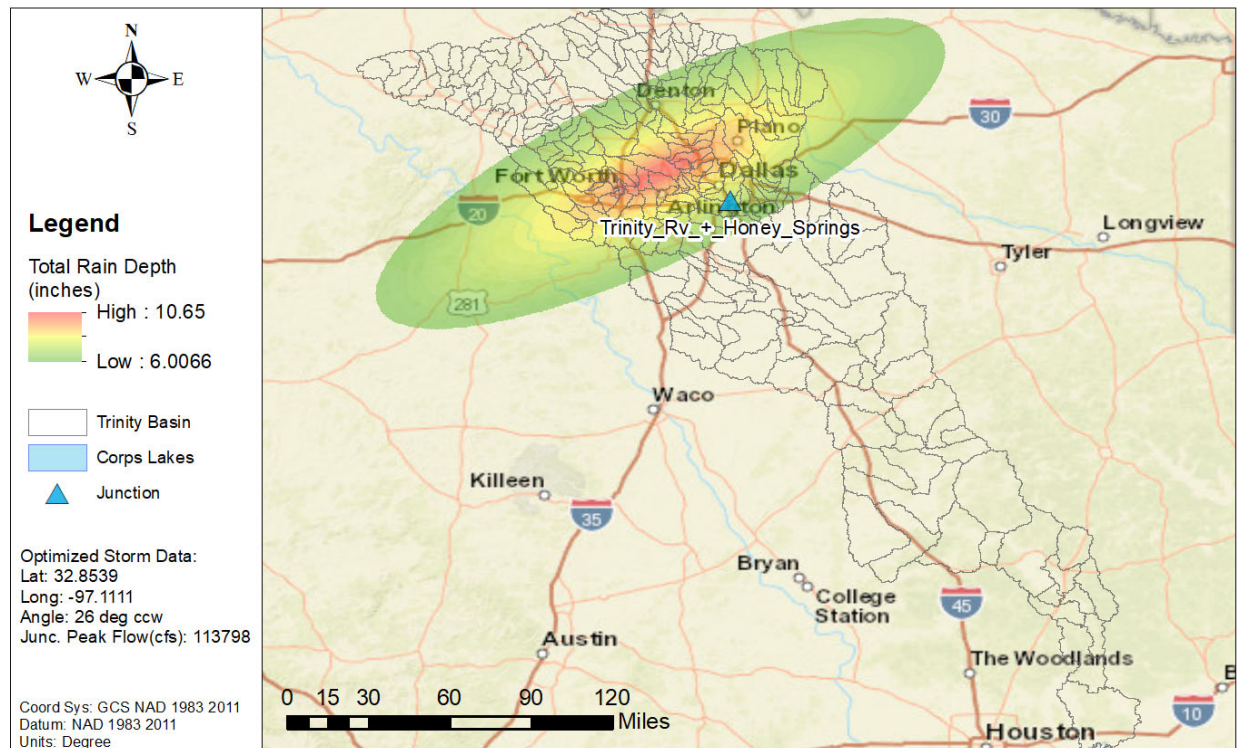 N
W E
S
Legend
Total Rain Depth
(inches)
High : 10.65
Low : 6.0066
Trinity Basin
Corps Lakes
Junction
Optimized Storm Data:
Lat: 32.8539
Long: -97.1111
Angle: 26 deg ccw
Junc. Peak Flow(cfs): 113798
Coord Sys: GCS NAD 1983 2011
Datum: NAD 1983 2011
Units: Degree
Denton
Plano
30
Dallas
Fort Worth
20
Arlington
Trinity_Rv_+_Honey_Springs
Longview
Tyler
281
Waco
Killeen
35
Bryan
College
Station
45
Austin
The Woodlands
B
10
Houston
0 15 30 60 90 120
Miles